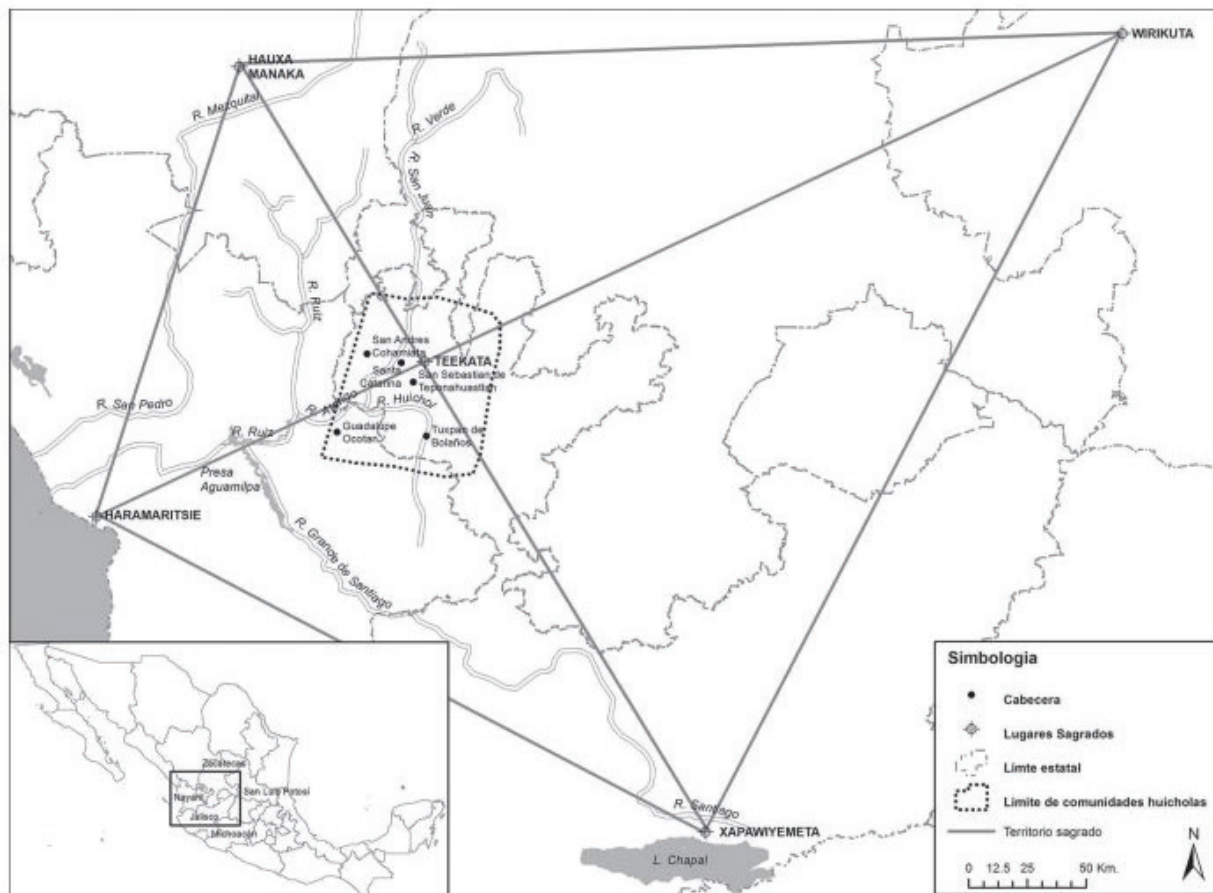 HAUXA
MANAKA
WIRIKUTA
R. Mezquital
R. Verde
R. San Juan
R. Ruiz
San Andres
Cohamiata
TEEKATA
Santa
Catarina
San Sebastian de
Teponahuastlan
R. Huichol
R. San Pedro
R. Ruiz
Guadalupe
Ocotan
Tuxpan de
Bolaños
Presa
Aguamilpa
HARAMARITSIE
R. Grande de Santiago
R. Santiago
XAPAWIYEMETA
L. Chapal
Zacatecas
Nayarit
San Luis Potosi
Jalisco
Michoacan
Simbologia
Cabecera
Lugares Sagrados
Limte estatal
Limite de comunidades huicholas
Territorio sagrado
N
0 12.5 25 50 Km.